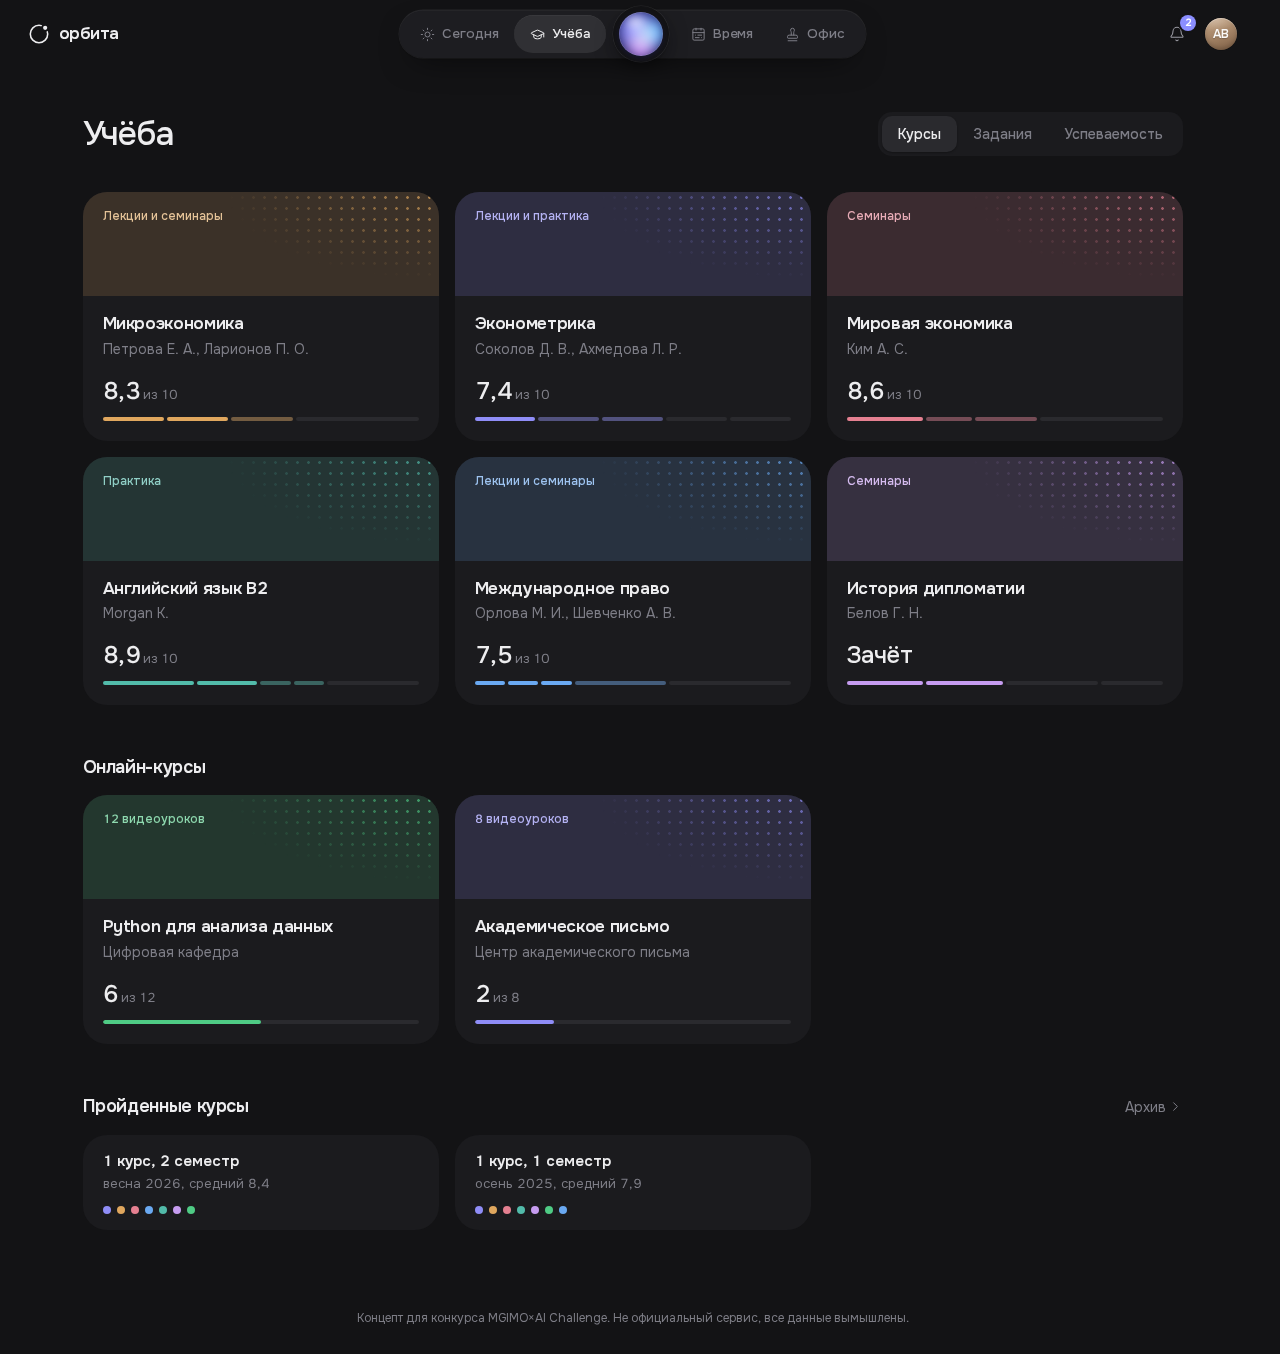 орбита
Сегодня
Учёба
Время
Офис
2
АВ
Учёба
Курсы
Задания
Успеваемость
Лекции и семинары
Микроэкономика
Петрова Е. А., Ларионов П. О.
8,3 из 10
Лекции и практика
Эконометрика
Соколов Д. В., Ахмедова Л. Р.
7,4 из 10
Семинары
Мировая экономика
Ким А. С.
8,6 из 10
Практика
Английский язык B2
Morgan K.
8,9 из 10
Лекции и семинары
Международное право
Орлова М. И., Шевченко А. В.
7,5 из 10
Семинары
История дипломатии
Белов Г. Н.
Зачёт
Онлайн-курсы
12 видеоуроков
Python для анализа данных
Цифровая кафедра
6 из 12
8 видеоуроков
Академическое письмо
Центр академического письма
2 из 8
Пройденные курсы
Архив
1 курс, 2 семестр
весна 2026, средний 8,4
1 курс, 1 семестр
осень 2025, средний 7,9
Концепт для конкурса MGIMO×AI Challenge. Не официальный сервис, все данные вымышлены.